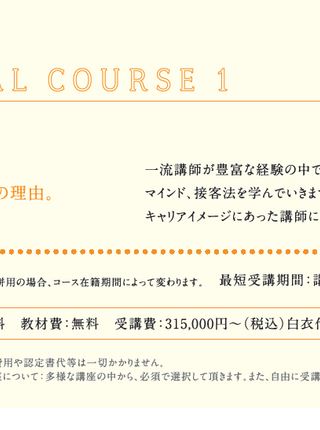 AL COURSE 1
一流講師が豊富な経験の中で
の理由。
マインド、接客法を学んでいきま
キャリアイメージにあった講師に
併用の場合、コース在籍期間によって変わります。 最短受講期間：講
料 教材費：無料 受講費：315,000円〜（税込）白衣代
費用や認定書代等は一切かかりません。
について：多様な講座の中から、必須で選択して頂きます。また、自由に受講